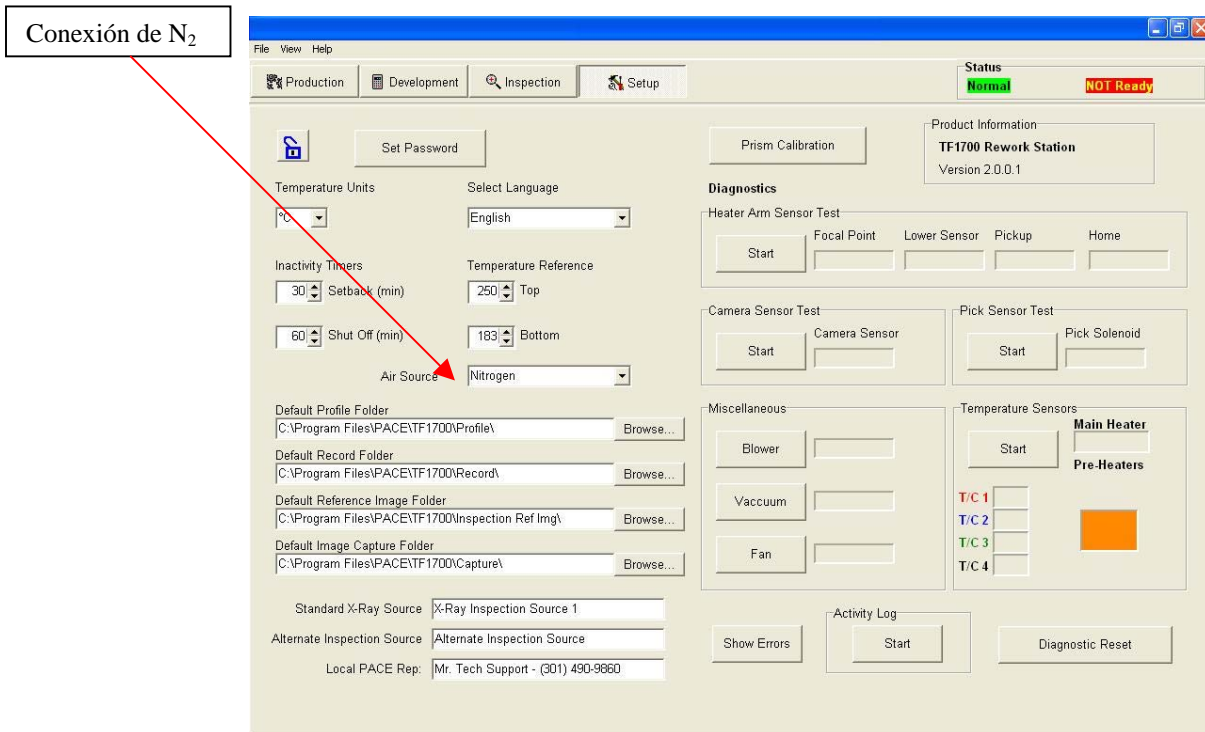 Conexión de N₂
File View Help
Production Development Inspection Setup
Status
Normal NOT Ready
Set Password
Prism Calibration
Product Information
TF1700 Rework Station
Version 2.0.0.1
Temperature Units Select Language
°C English
Inactivity Timers Temperature Reference
30 Setback (min) 250 Top
60 Shut Off (min) 183 Bottom
Air Source Nitrogen
Default Profile Folder
C:\Program Files\PACE\TF1700\Profile\ Browse...
Default Record Folder
C:\Program Files\PACE\TF1700\Record\ Browse...
Default Reference Image Folder
C:\Program Files\PACE\TF1700\Inspection Ref Img\ Browse...
Default Image Capture Folder
C:\Program Files\PACE\TF1700\Capture\ Browse...
Standard X-Ray Source X-Ray Inspection Source 1
Alternate Inspection Source Alternate Inspection Source
Local PACE Rep: Mr. Tech Support - (301) 490-9860
Diagnostics
Heater Arm Sensor Test
Start Focal Point Lower Sensor Pickup Home
Camera Sensor Test
Start Camera Sensor
Pick Sensor Test
Start Pick Solenoid
Miscellaneous
Blower
Vaccuum
Fan
Temperature Sensors
Start Main Heater
Pre-Heaters
T/C 1
T/C 2
T/C 3
T/C 4
Show Errors
Activity Log
Start
Diagnostic Reset